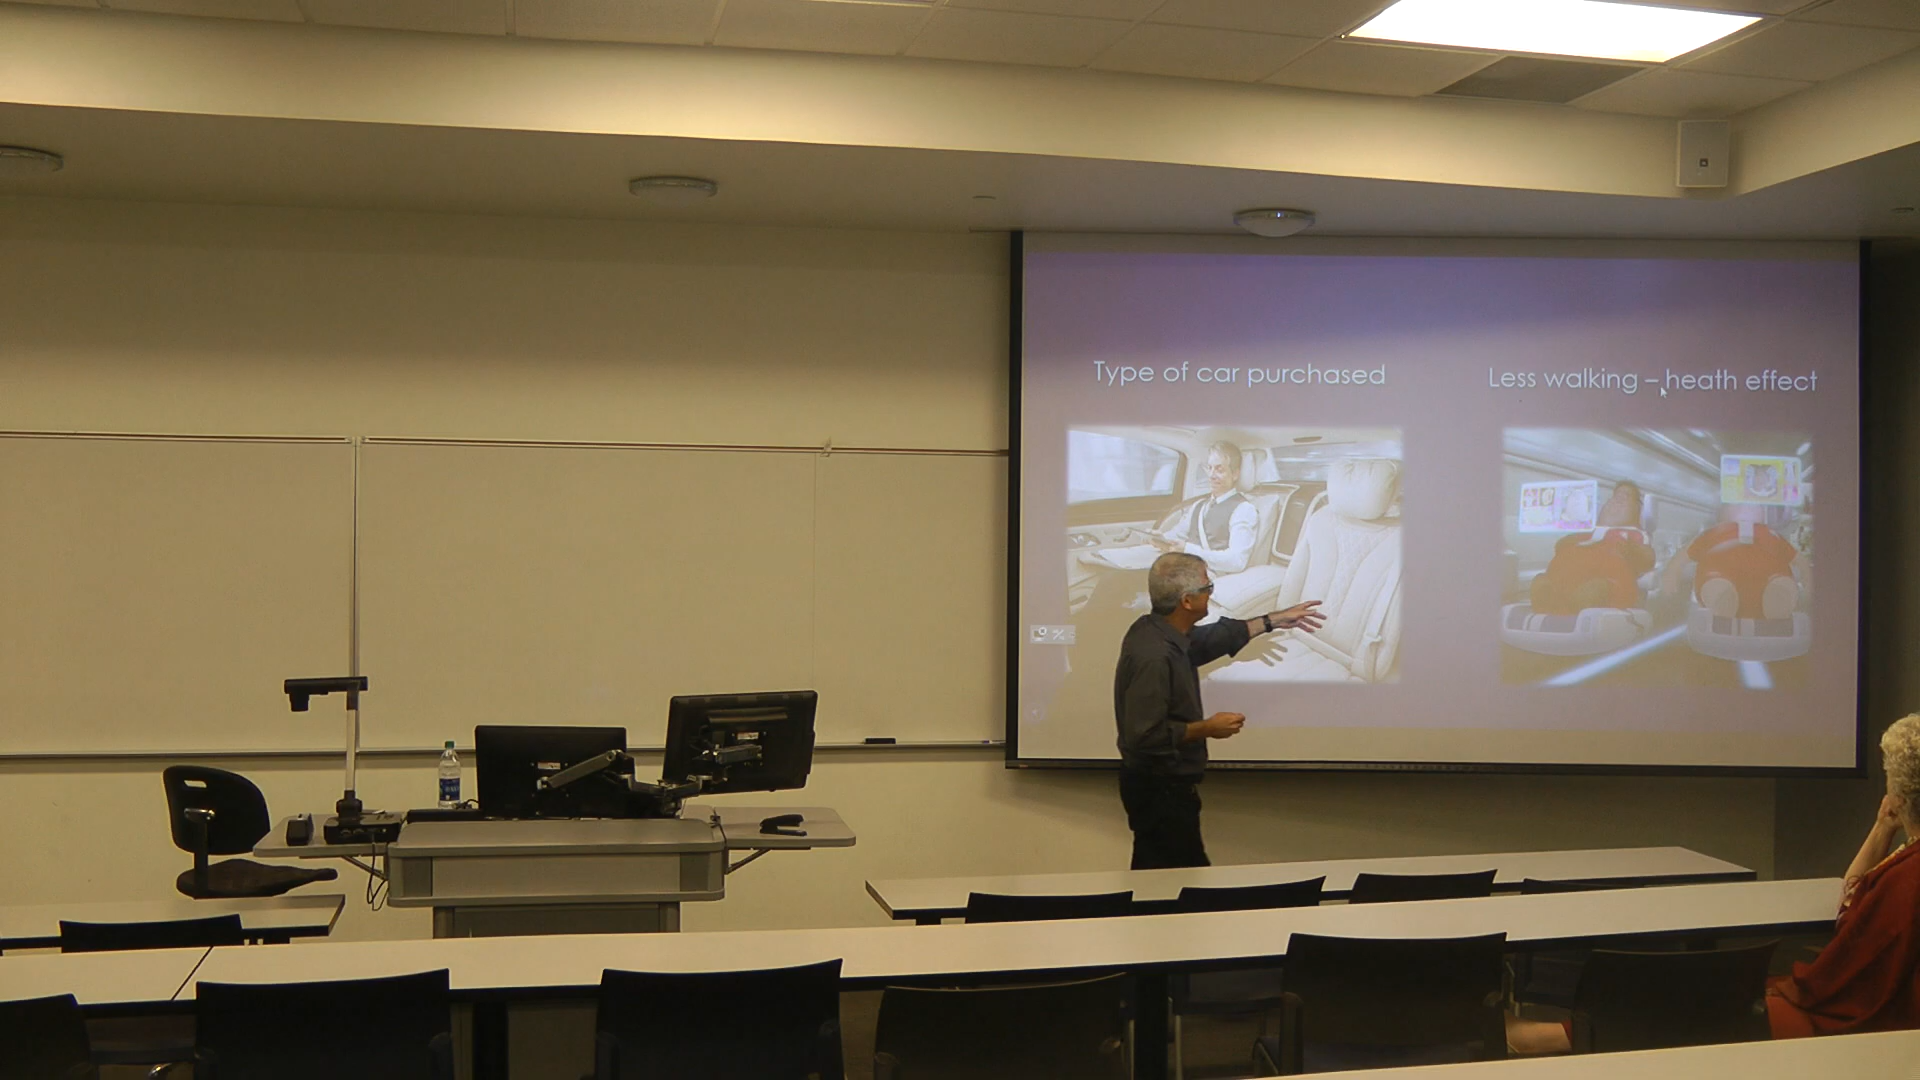 Type of car purchased
Less walking – heath effect